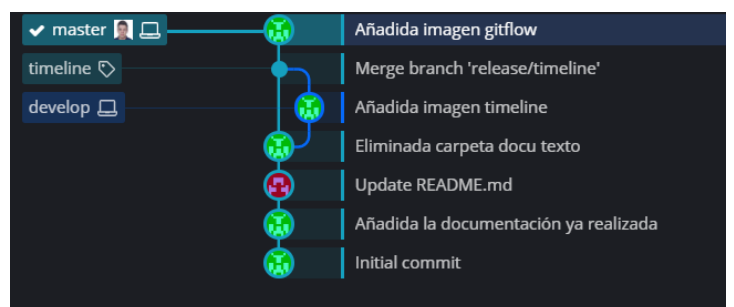 master Añadida imagen gitflow
timeline Merge branch 'release/timeline'
develop Añadida imagen timeline
Eliminada carpeta docu texto
Update README.md
Añadida la documentación ya realizada
Initial commit